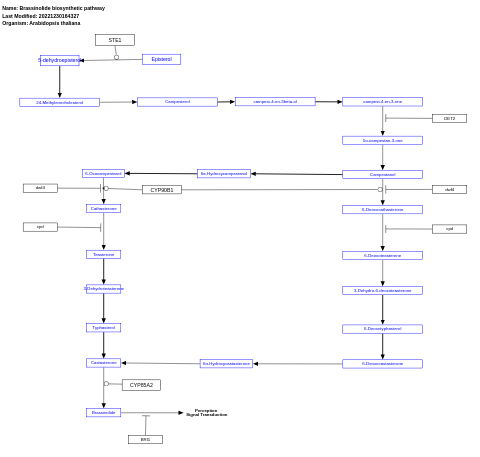 Name: Brassinolide biosynthetic pathway
Last Modified: 20221230164327
Organism: Arabidopsis thaliana
STE1
5-dehydroepisterol
Episterol
24-Methylenecholesterol
Campesterol
campest-4-en-3beta-ol
campest-4-en-3-one
DET2
5a-campestan-3-one
6-Oxocampestanol
6a-Hydroxycampestanol
Campestanol
dwf4
CYP90B1
dwf4
Cathasterone
6-Deoxocathasterone
cpd
cpd
Teasterone
6-Deoxoteasterone
3-Dehydroteasterone
3-Dehydro-6-deoxoteasterone
Typhasterol
6-Deoxotyphasterol
Castasterone
6a-Hydroxycastasterone
6-Deoxocastasterone
CYP85A2
Brassinolide
Perception
Signal Transduction
BRI1